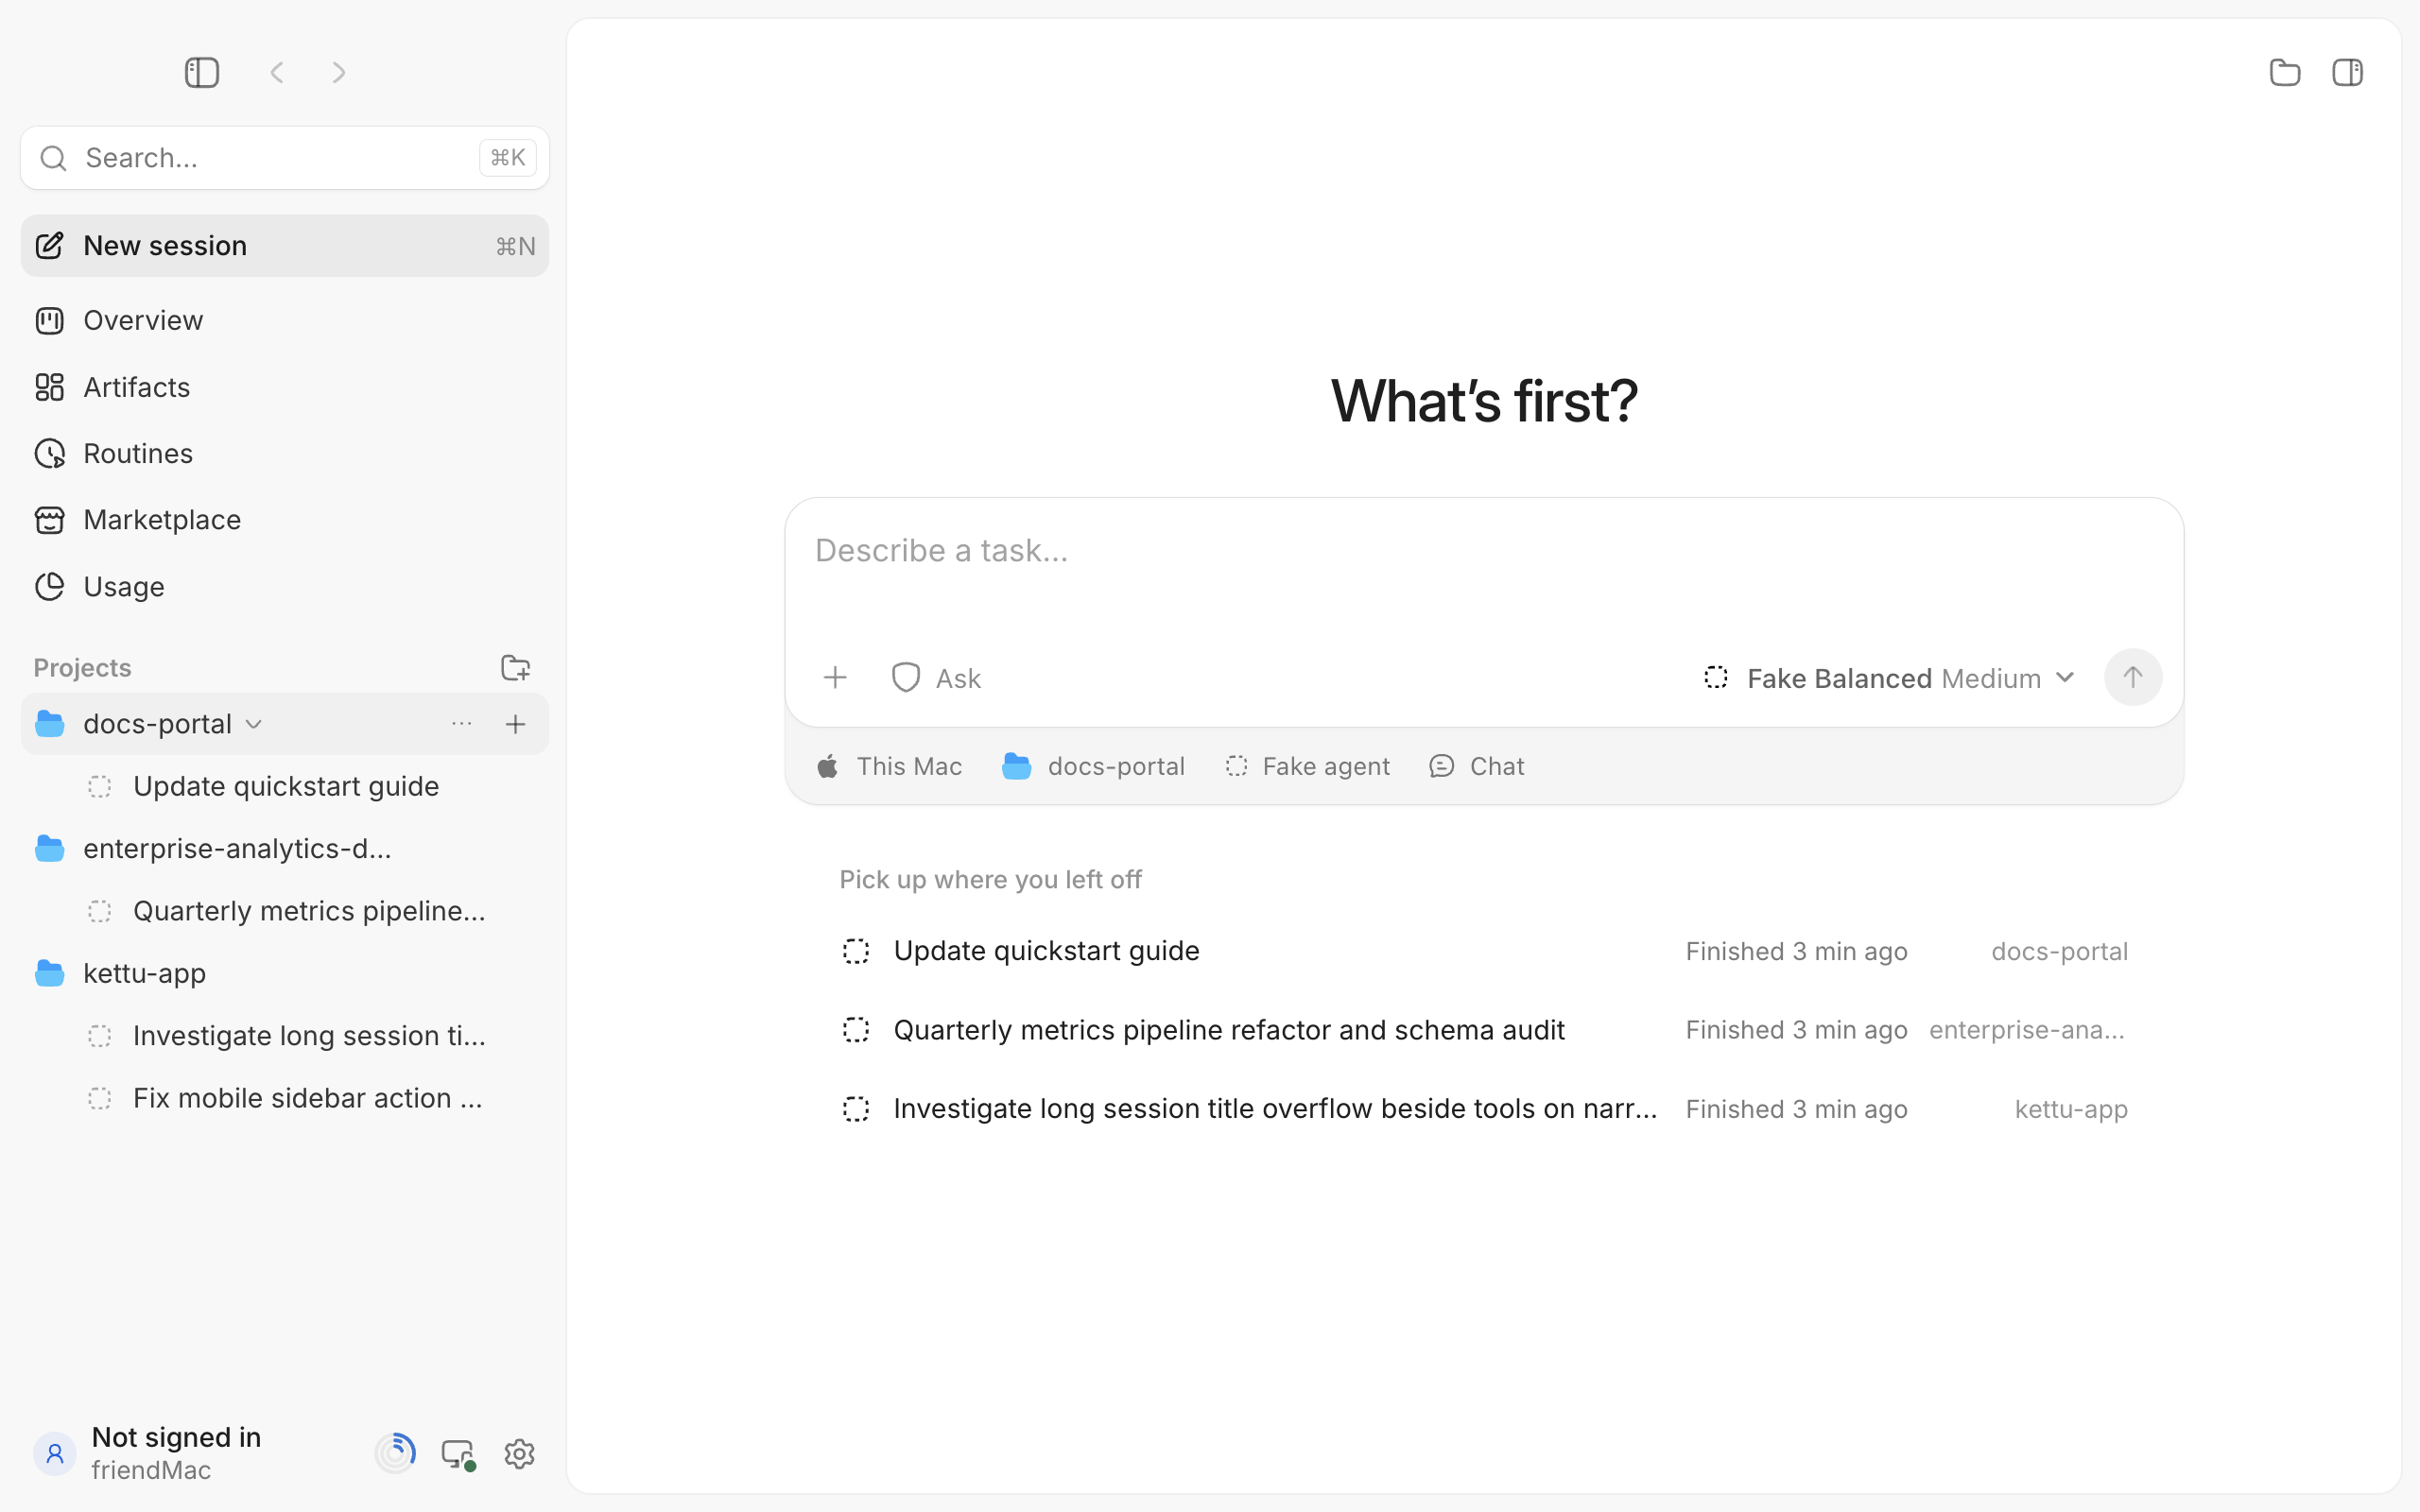 Search...
⌘K
New session
⌘N
Overview
Artifacts
Routines
Marketplace
Usage
Projects
docs-portal
Update quickstart guide
enterprise-analytics-d...
Quarterly metrics pipeline...
kettu-app
Investigate long session ti...
Fix mobile sidebar action ...
Not signed in
friendMac
What’s first?
Describe a task...
Ask
Fake Balanced Medium
This Mac
docs-portal
Fake agent
Chat
Pick up where you left off
Update quickstart guide Finished 3 min ago docs-portal
Quarterly metrics pipeline refactor and schema audit Finished 3 min ago enterprise-ana...
Investigate long session title overflow beside tools on narr... Finished 3 min ago kettu-app